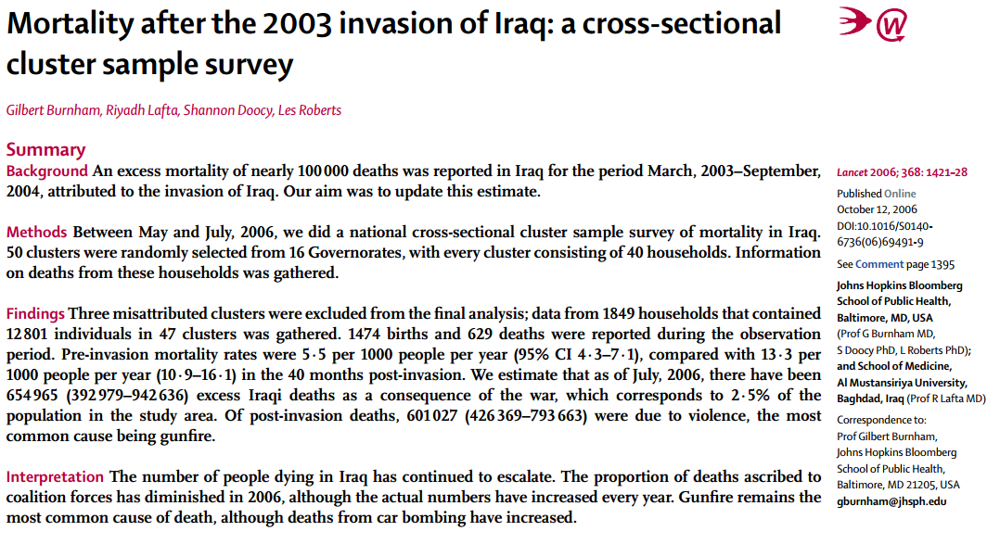 Mortality after the 2003 invasion of Iraq: a cross-sectional
cluster sample survey
Gilbert Burnham, Riyadh Lafta, Shannon Doocy, Les Roberts
Summary
Background An excess mortality of nearly 100 000 deaths was reported in Iraq for the period March, 2003–September,
2004, attributed to the invasion of Iraq. Our aim was to update this estimate.
Methods Between May and July, 2006, we did a national cross-sectional cluster sample survey of mortality in Iraq.
50 clusters were randomly selected from 16 Governorates, with every cluster consisting of 40 households. Information
on deaths from these households was gathered.
Findings Three misattributed clusters were excluded from the final analysis; data from 1849 households that contained
12 801 individuals in 47 clusters was gathered. 1474 births and 629 deaths were reported during the observation
period. Pre-invasion mortality rates were 5·5 per 1000 people per year (95% CI 4·3–7·1), compared with 13·3 per
1000 people per year (10·9–16·1) in the 40 months post-invasion. We estimate that as of July, 2006, there have been
654 965 (392 979–942 636) excess Iraqi deaths as a consequence of the war, which corresponds to 2·5% of the
population in the study area. Of post-invasion deaths, 601 027 (426 369–793 663) were due to violence, the most
common cause being gunfire.
Interpretation The number of people dying in Iraq has continued to escalate. The proportion of deaths ascribed to
coalition forces has diminished in 2006, although the actual numbers have increased every year. Gunfire remains the
most common cause of death, although deaths from car bombing have increased.
W
Lancet 2006; 368: 1421–28
Published Online
October 12, 2006
DOI:10.1016/S0140-
6736(06)69491-9
See Comment page 1395
Johns Hopkins Bloomberg
School of Public Health,
Baltimore, MD, USA
(Prof G Burnham MD,
S Doocy PhD, L Roberts PhD);
and School of Medicine,
Al Mustansiriya University,
Baghdad, Iraq (Prof R Lafta MD)
Correspondence to:
Prof Gilbert Burnham,
Johns Hopkins Bloomberg
School of Public Health,
Baltimore, MD 21205, USA
gburnham@jhsph.edu